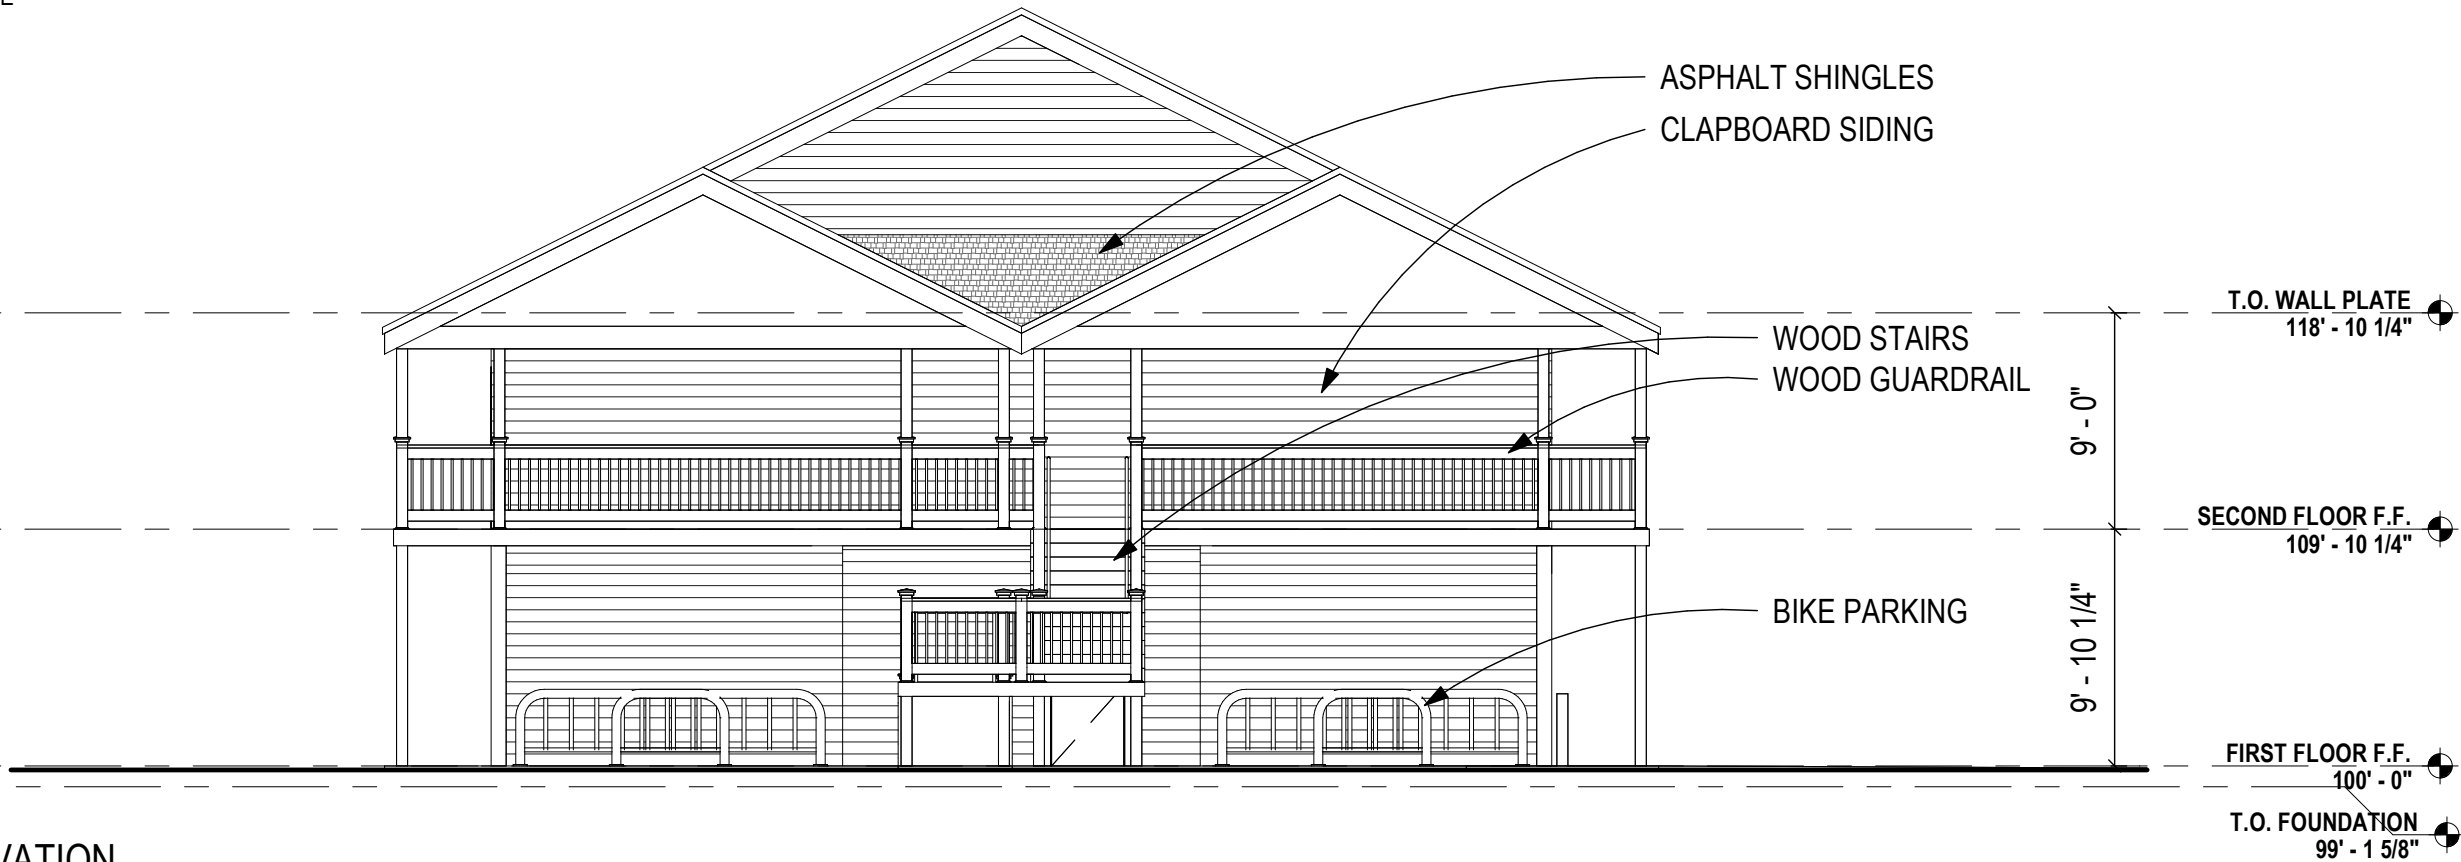 ASPHALT SHINGLES
CLAPBOARD SIDING
T.O. WALL PLATE
118' - 10 1/4"
WOOD STAIRS
WOOD GUARDRAIL
9' - 0"
SECOND FLOOR F.F.
109' - 10 1/4"
BIKE PARKING
9' - 10 1/4"
FIRST FLOOR F.F.
100' - 0"
T.O. FOUNDATION
99' - 1 5/8"
VATION